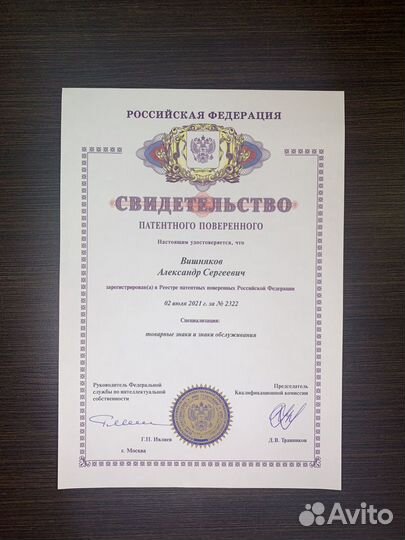 РОССИЙСКАЯ ФЕДЕРАЦИЯ
СВИДЕТЕЛЬСТВО
ПАТЕНТНОГО ПОВЕРЕННОГО
Настоящим удостоверяется, что
Вишняков
Александр Сергеевич
зарегистрирован(а) в Реестре патентных поверенных Российской Федерации
02 июля 2021 г. за № 2322
Специализация:
товарные знаки и знаки обслуживания
Руководитель Федеральной
службы по интеллектуальной
собственности
Г.П. Ивлиев
г. Москва
Председатель
Квалификационной комиссии
Д.В. Травников
Avito